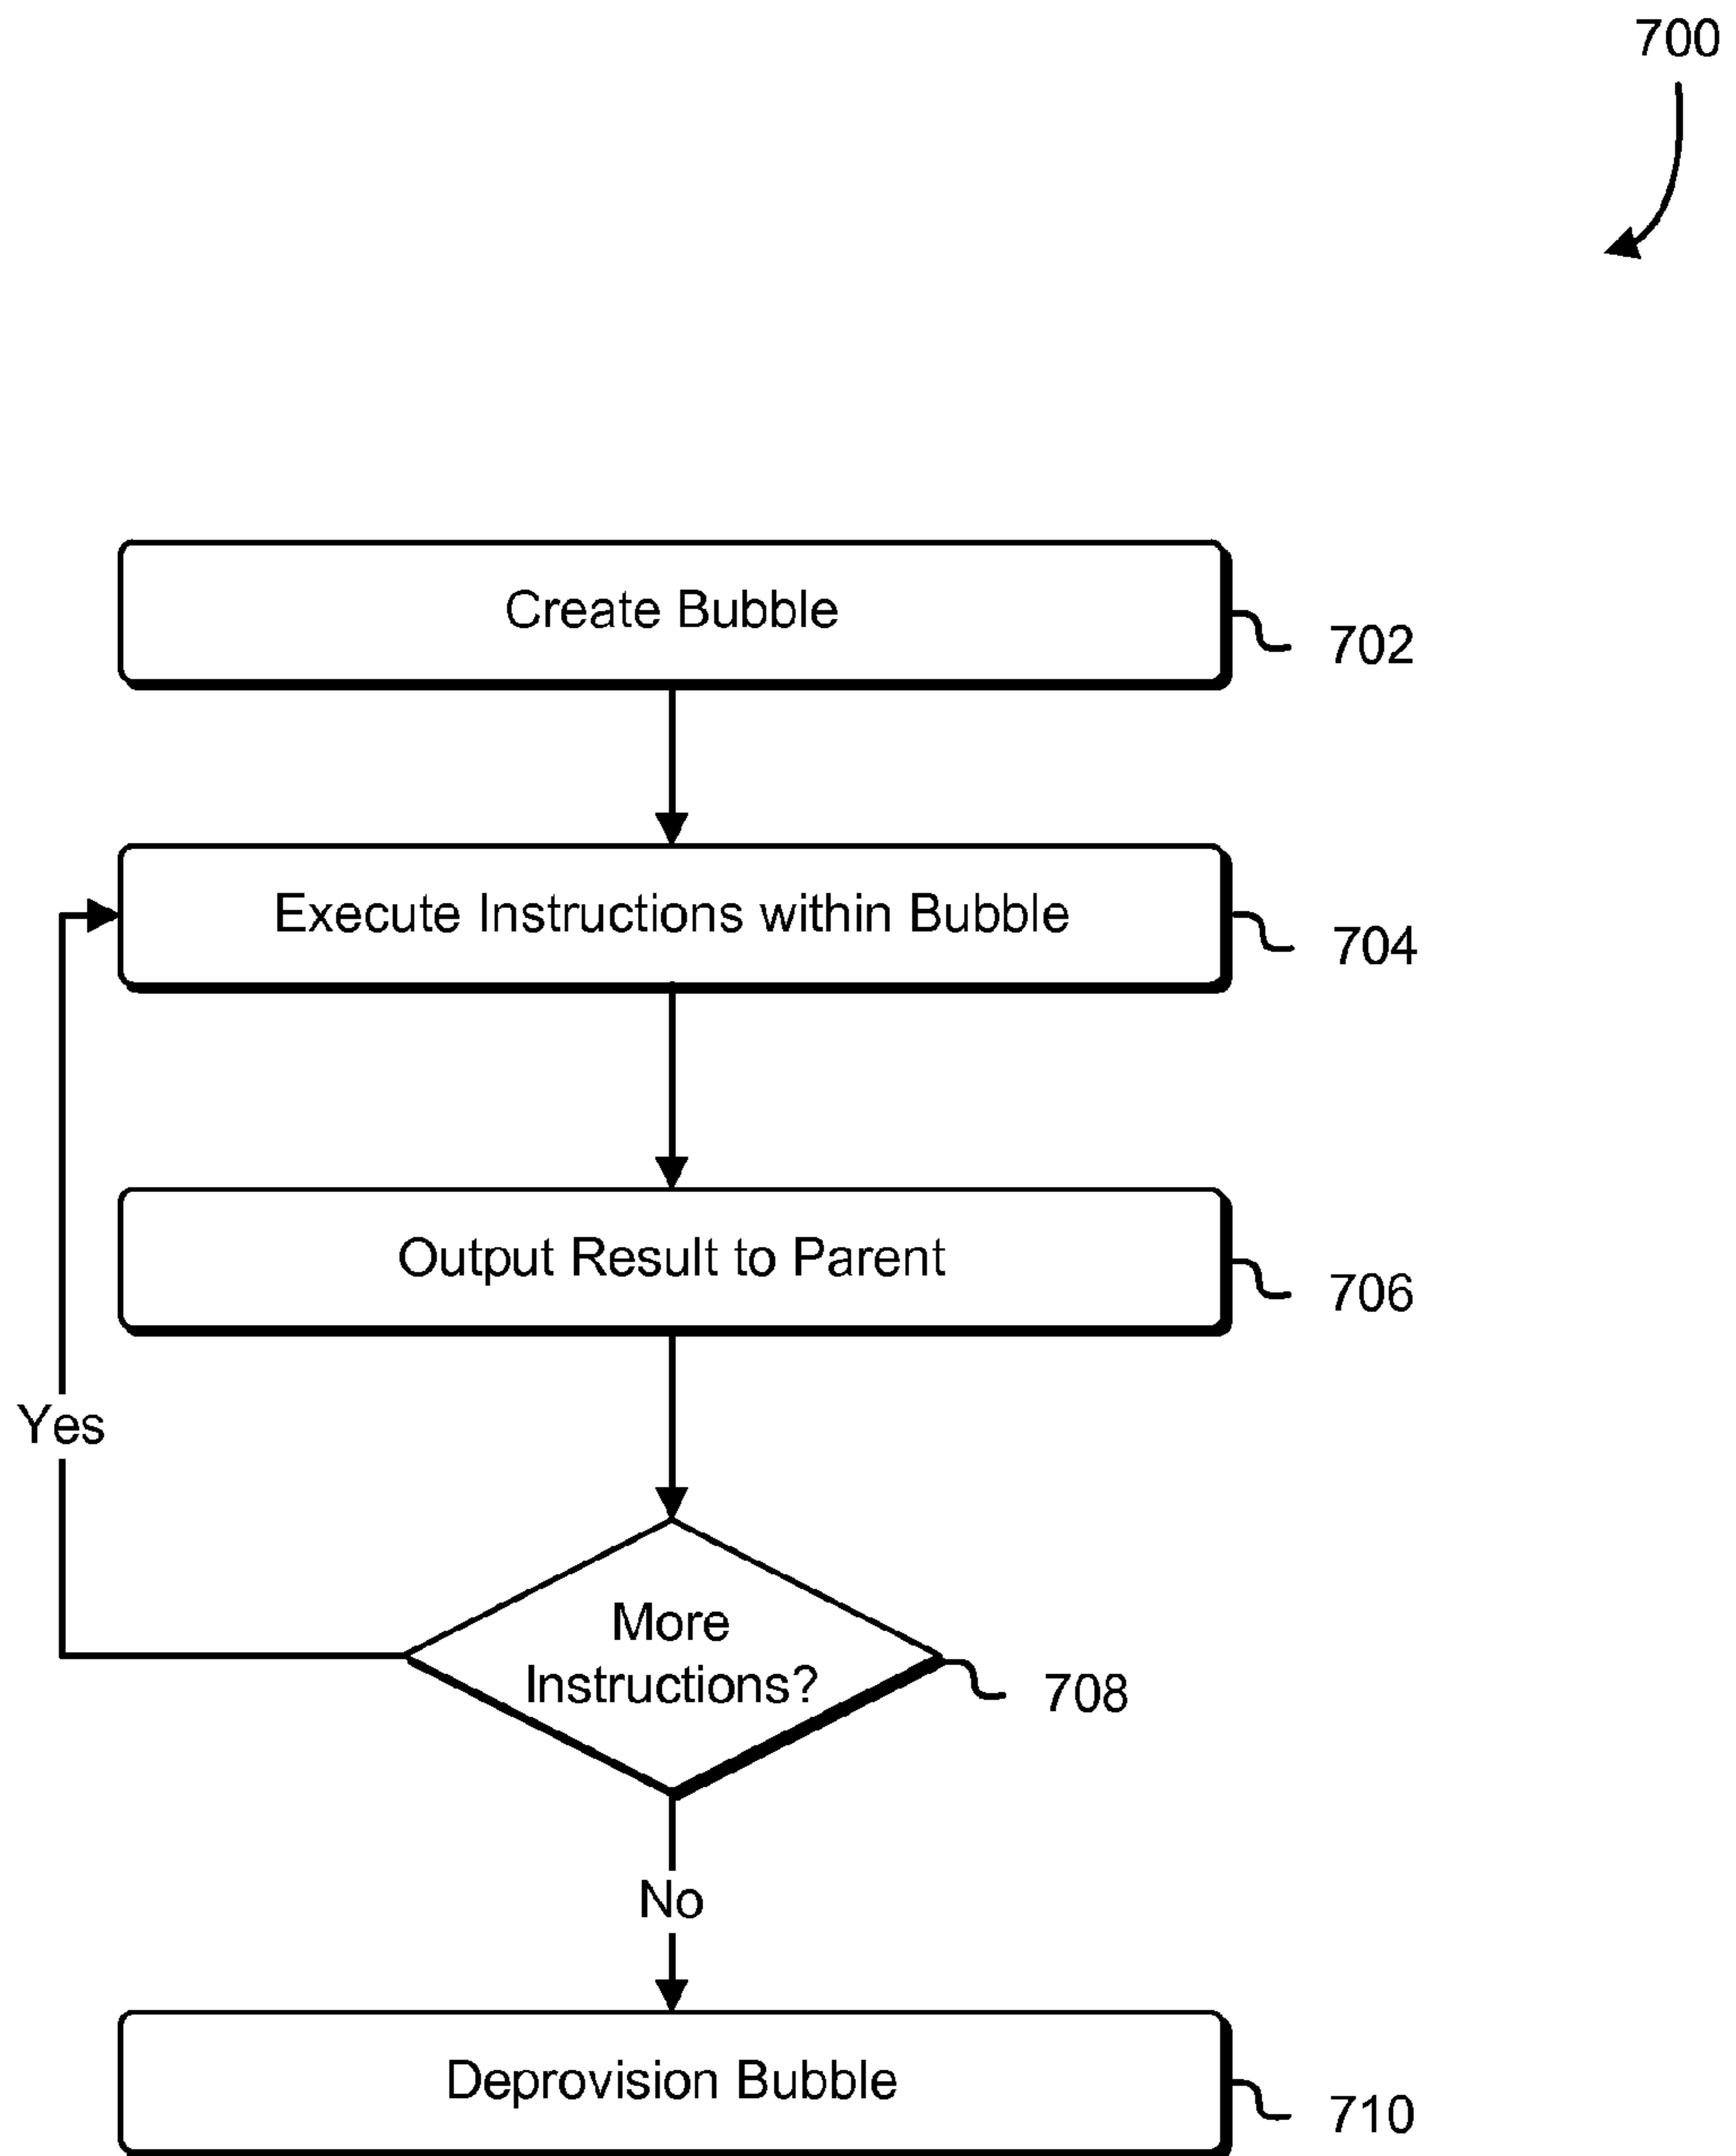 700
Create Bubble
702
Execute Instructions within Bubble
704
Output Result to Parent
706
Yes
More
Instructions?
708
No
Deprovision Bubble
710